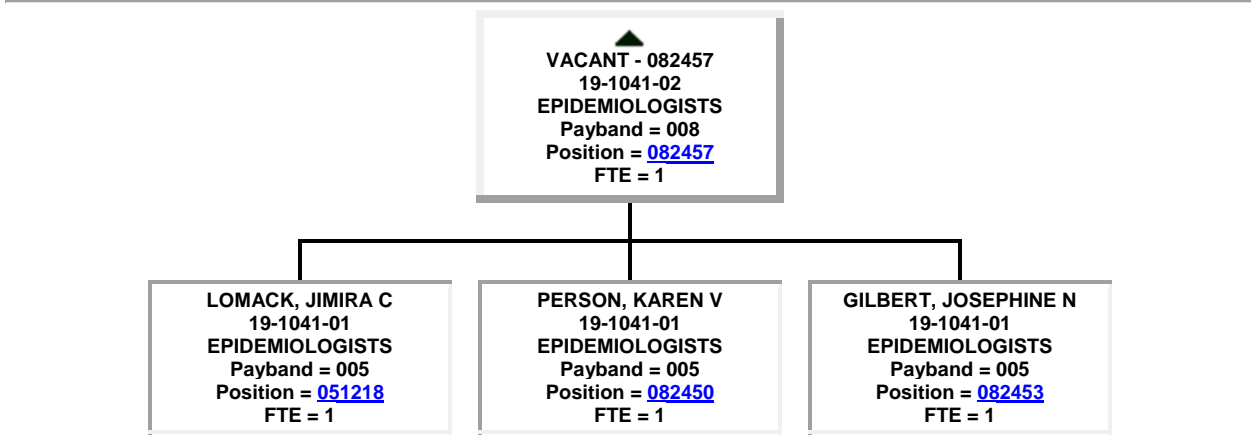 VACANT - 082457
19-1041-02
EPIDEMIOLOGISTS
Payband = 008
Position = 082457
FTE = 1
LOMACK, JIMIRA C
19-1041-01
EPIDEMIOLOGISTS
Payband = 005
Position = 051218
FTE = 1
PERSON, KAREN V
19-1041-01
EPIDEMIOLOGISTS
Payband = 005
Position = 082450
FTE = 1
GILBERT, JOSEPHINE N
19-1041-01
EPIDEMIOLOGISTS
Payband = 005
Position = 082453
FTE = 1